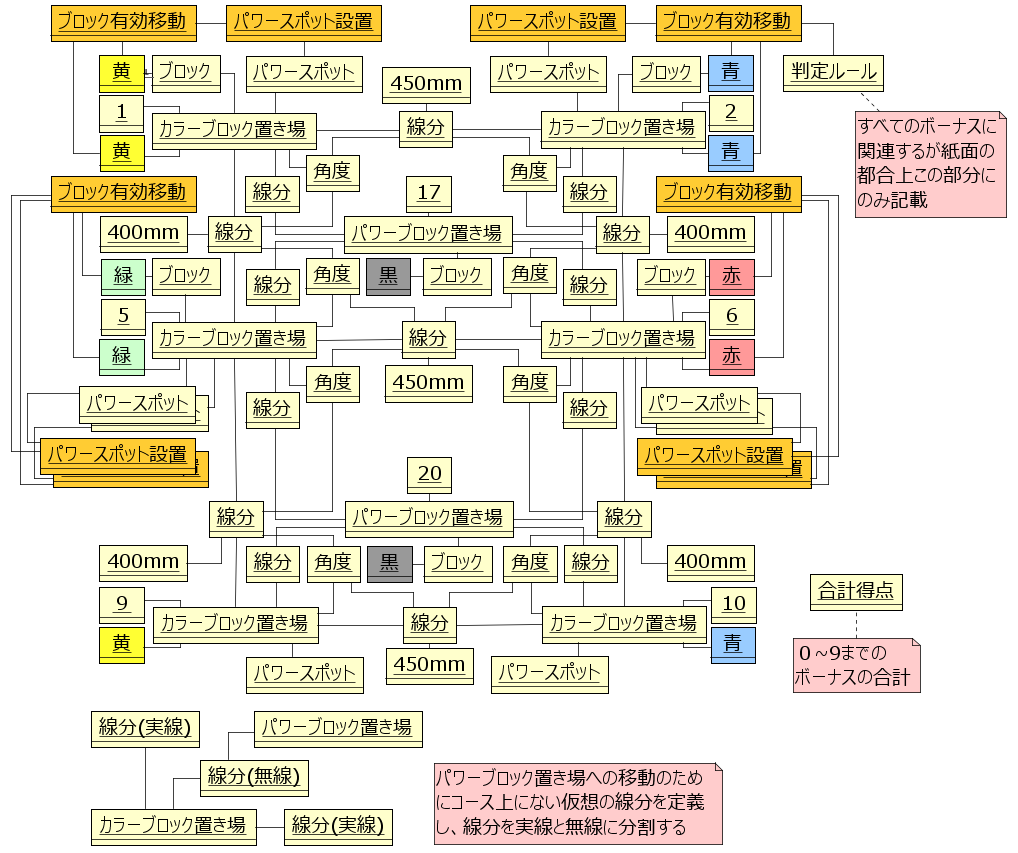 ブロック有効移動
パワースポット設置
パワースポット設置
ブロック有効移動
黄
ブロック
パワースポット
450mm
パワースポット
ブロック
青
判定ルール
1
カラーブロック置き場
線分
カラーブロック置き場
2
すべてのボーナスに
関連するが紙面の
都合上この部分に
のみ記載
黄
角度
角度
青
ブロック有効移動
線分
17
線分
ブロック有効移動
400mm
線分
パワーブロック置き場
線分
400mm
緑
ブロック
線分
角度
黒
ブロック
角度
線分
ブロック
赤
5
カラーブロック置き場
線分
カラーブロック置き場
6
緑
赤
角度
450mm
角度
パワースポット
線分
線分
パワースポット
パワースポット設置
置
パワースポット設置
置
20
線分
パワーブロック置き場
線分
400mm
線分
角度
黒
ブロック
角度
線分
400mm
9
カラーブロック置き場
線分
カラーブロック置き場
10
合計得点
黄
青
パワースポット
450mm
パワースポット
0~9までの
ボーナスの合計
線分(実線)
パワーブロック置き場
線分(無線)
カラーブロック置き場
線分(実線)
パワーブロック置き場への移動のため
にコース上にない仮想の線分を定義
し、線分を実線と無線に分割する